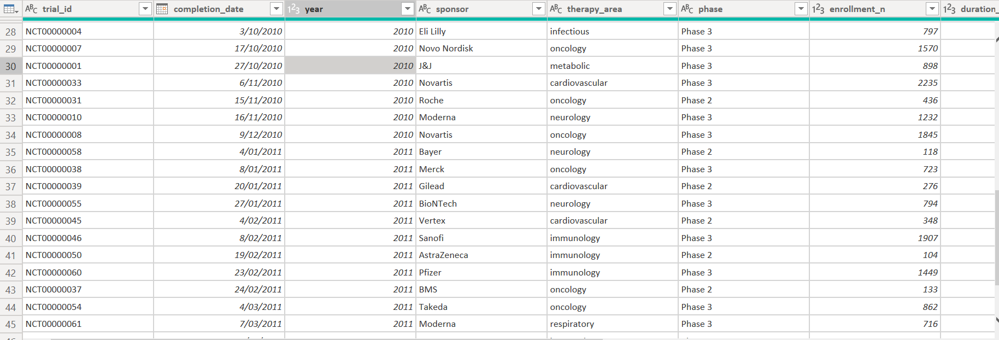 ABC trial_id completion_date 123 year ABC sponsor ABC therapy_area ABC phase 123 enrollment_n 123 duration_
28 NCT00000004 3/10/2010 2010 Eli Lilly infectious Phase 3 797
29 NCT00000007 17/10/2010 2010 Novo Nordisk oncology Phase 3 1570
30 NCT00000001 27/10/2010 2010 J&J metabolic Phase 3 898
31 NCT00000033 6/11/2010 2010 Novartis cardiovascular Phase 3 2235
32 NCT00000031 15/11/2010 2010 Roche oncology Phase 2 436
33 NCT00000010 16/11/2010 2010 Moderna neurology Phase 3 1232
34 NCT00000008 9/12/2010 2010 Novartis oncology Phase 3 1845
35 NCT00000058 4/01/2011 2011 Bayer neurology Phase 2 118
36 NCT00000038 8/01/2011 2011 Merck oncology Phase 3 723
37 NCT00000039 20/01/2011 2011 Gilead cardiovascular Phase 2 276
38 NCT00000055 27/01/2011 2011 BioNTech neurology Phase 3 794
39 NCT00000045 4/02/2011 2011 Vertex cardiovascular Phase 2 348
40 NCT00000046 8/02/2011 2011 Sanofi immunology Phase 3 1907
41 NCT00000050 19/02/2011 2011 AstraZeneca immunology Phase 2 104
42 NCT00000060 23/02/2011 2011 Pfizer immunology Phase 3 1449
43 NCT00000037 24/02/2011 2011 BMS oncology Phase 2 133
44 NCT00000054 4/03/2011 2011 Takeda oncology Phase 3 862
45 NCT00000061 7/03/2011 2011 Moderna respiratory Phase 3 716